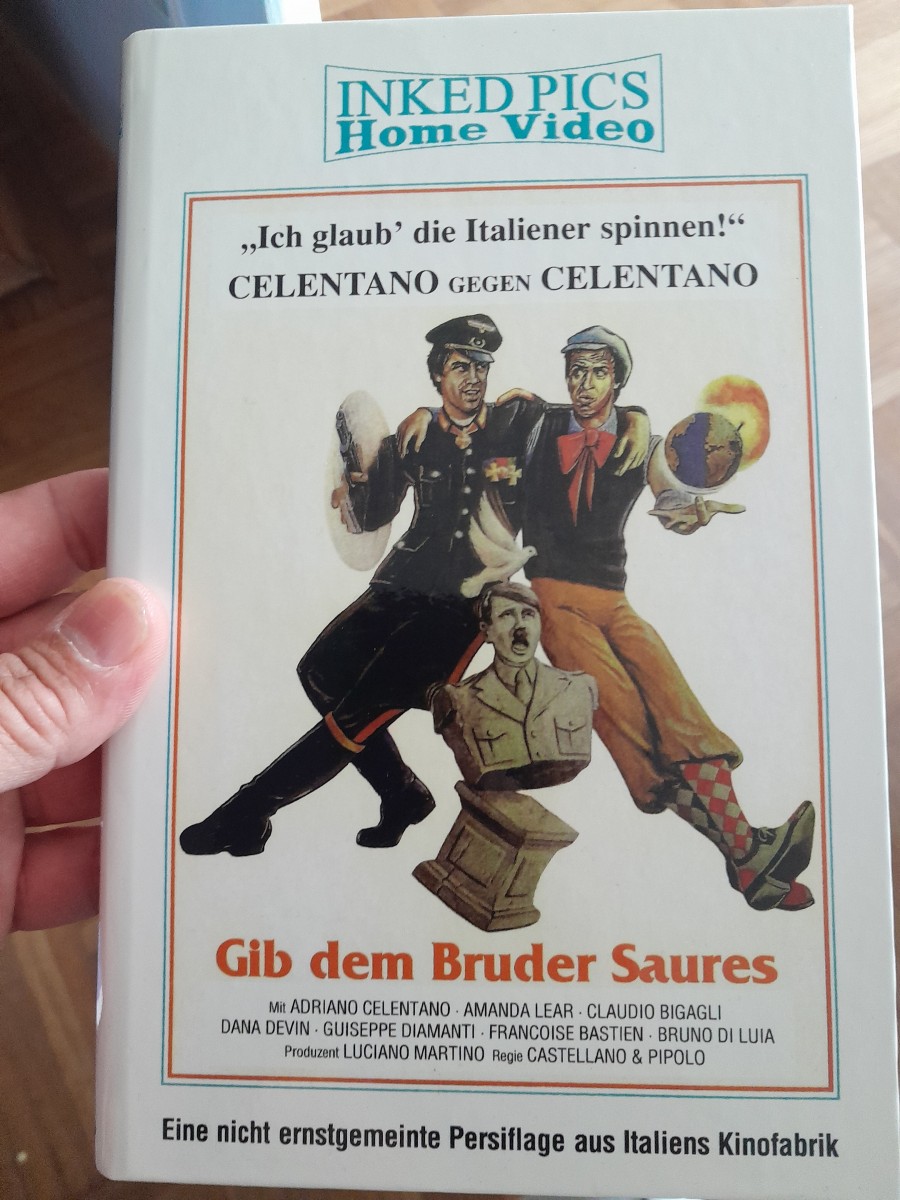 INKED PICS
Home Video
„Ich glaub’ die Italiener spinnen!“
CELENTANO GEGEN CELENTANO
Gib dem Bruder Saures
Mit ADRIANO CELENTANO · AMANDA LEAR · CLAUDIO BIGAGLI
DANA DEVIN · GUISEPPE DIAMANTI · FRANCOISE BASTIEN · BRUNO DI LUIA
Produzent LUCIANO MARTINO Regie CASTELLANO & PIPOLO
Eine nicht ernstgemeinte Persiflage aus Italiens Kinofabrik